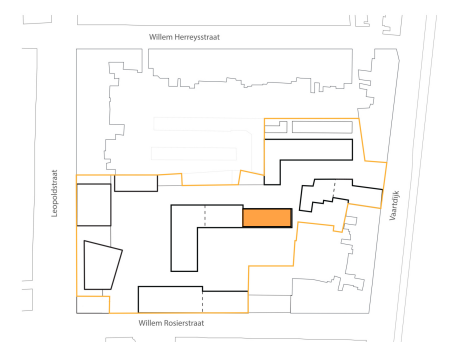 Willem Herreysstraat
Leopoldstraat
Vaartdijk
Willem Rosierstraat